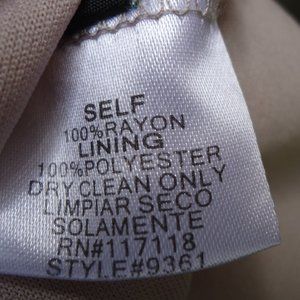 SELF
100%RAYON
LINING
100%POLYESTER
DRY CLEAN ONLY
LIMPIAR SECO
SOLAMENTE
RN#117118
STYLE#9361